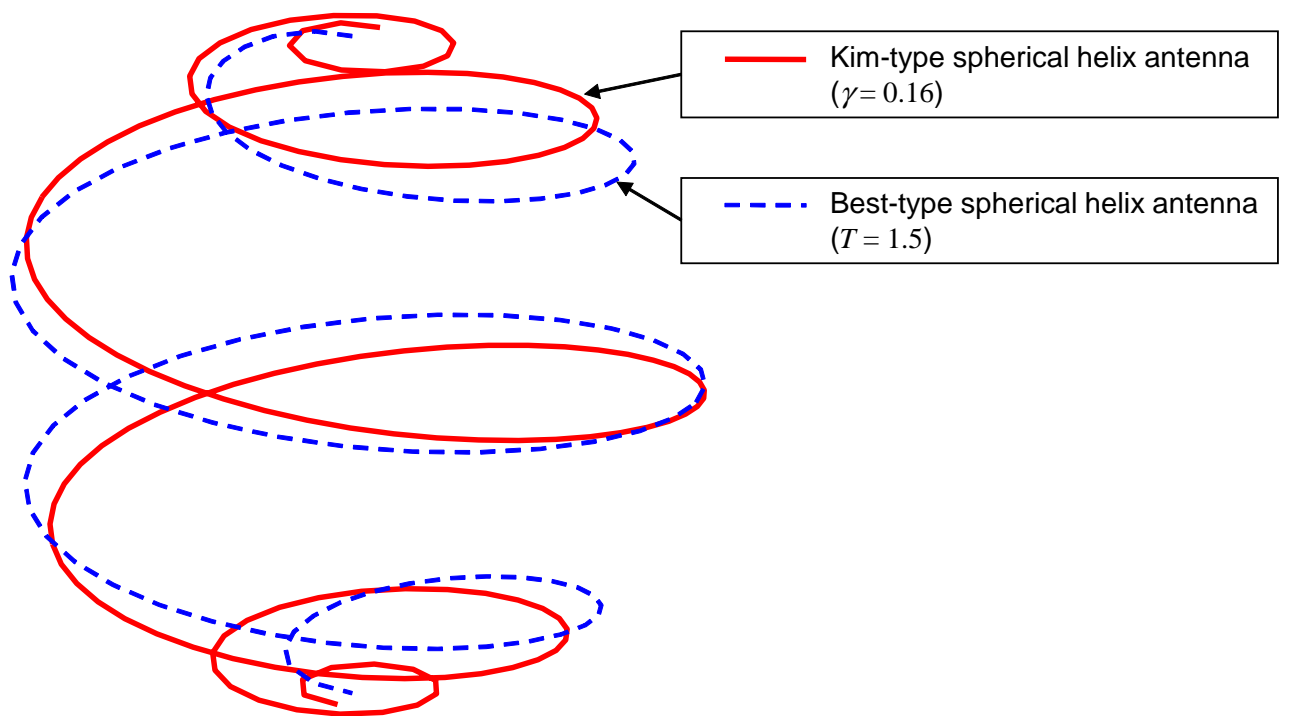 Kim-type spherical helix antenna
(γ = 0.16)
Best-type spherical helix antenna
(T = 1.5)